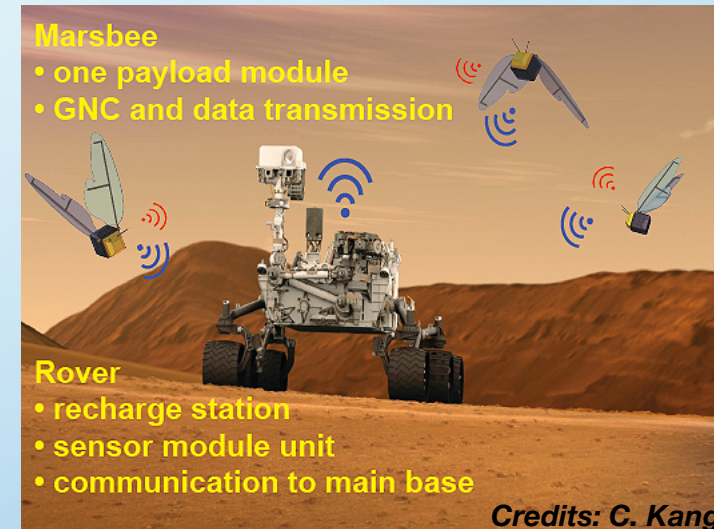 Marsbee
• one payload module
• GNC and data transmission
Rover
• recharge station
• sensor module unit
• communication to main base
Credits: C. Kang